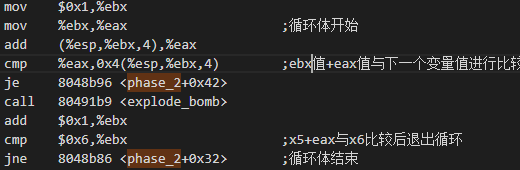 mov $0x1,%ebx
mov %ebx,%eax ;循环体开始
add (%esp,%ebx,4),%eax
cmp %eax,0x4(%esp,%ebx,4) ;ebx值+eax值与下一个变量值进行比较
je 8048b96 <phase_2+0x42>
call 80491b9 <explode_bomb>
add $0x1,%ebx
cmp $0x6,%ebx ;x5+eax与x6比较后退出循环
jne 8048b86 <phase_2+0x32> ;循环体结束